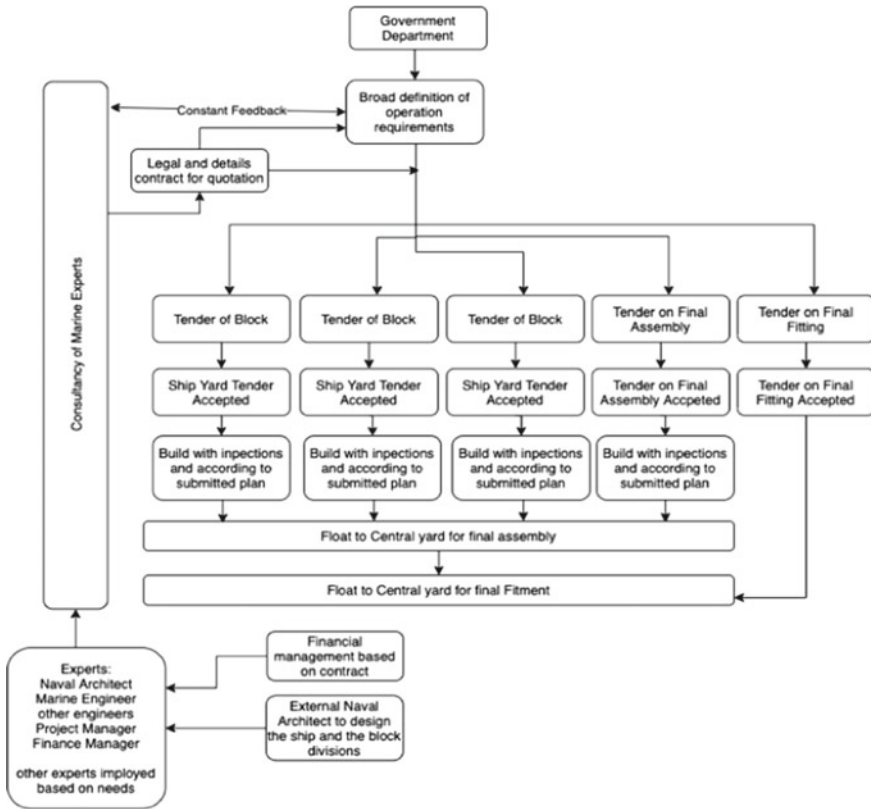 Government
Department
Constant Feedback
Broad definition of
operation
requirements
Legal and details
contract for quotation
Consultancy of Marine Experts
Tender of Block
Tender of Block
Tender of Block
Tender on Final
Assembly
Tender on Final
Fitting
Ship Yard Tender
Accepted
Ship Yard Tender
Accepted
Ship Yard Tender
Accepted
Tender on Final
Assembly Accpeted
Tender on Final
Fitting Accepted
Build with inpections
and according to
submitted plan
Build with inpections
and according to
submitted plan
Build with inpections
and according to
submitted plan
Build with inpections
and according to
submitted plan
Float to Central yard for final assembly
Float to Central yard for final Fitment
Experts:
Naval Architect
Marine Engineer
other engineers
Project Manager
Finance Manager
other experts imployed
based on needs
Financial
management based
on contract
External Naval
Architect to design
the ship and the block
divisions